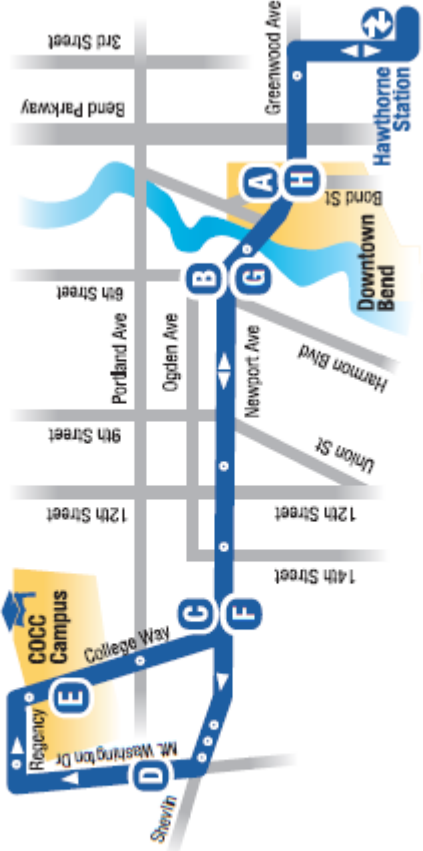 3rd Street
Greenwood Ave
Bend Parkway
Hawthorne
Station
A
H
Bond St
Downtown
Bend
6th Street
B
G
Portland Ave
Ogden Ave
Newport Ave
Harmon Blvd
9th Street
Union St
12th Street
12th Street
14th Street
COCC
Campus
College Way
C
F
E
Regency
Mt. Washington Dr
D
Shevlin